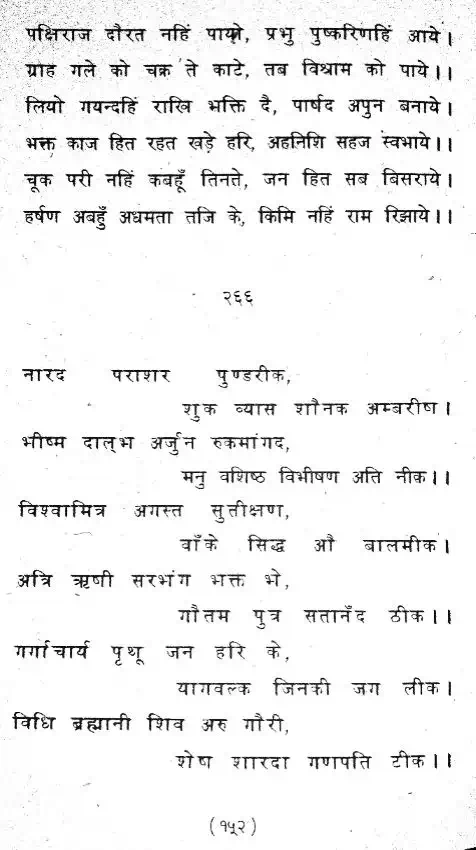 पक्षिराज दौरत नहिं पायो, प्रभु पुष्करिणहिं आये।
ग्राह गले को चक्र ते काटे, तब विश्राम को पाये।।
लियो गयन्दहिं राखि भक्ति दै, पार्षद अपुन बनाये।
भक्त काज हित रहत खड़े हरि, अहनिशि सहज स्वभाये।।
चूक परी नहिं कबहूँ तिनते, जन हित सब बिसराये।
हर्षण अबहुँ अधमता तजि के, किमि नहिं राम रिझाये।।
२६६
नारद पराशर पुण्डरीक,
शुक व्यास शौनक अम्बरीष।
भीष्म दाल्भ अर्जुन रुकमांगद,
मनु वशिष्ठ विभीषण अति नीक।।
विश्वामित्र अगस्त सुतीक्षण,
वाँके सिद्ध औ बालमीक।
अत्रि ऋषी सरभंग भक्त भे,
गौतम पुत्र सतानँद ठीक।।
गर्गाचार्य पृथू जन हरि के,
यागवल्क जिनकी जग लीक।
विधि ब्रह्मानी शिव अरु गौरी,
शेष शारदा गणपति टीक।।
(१५२)